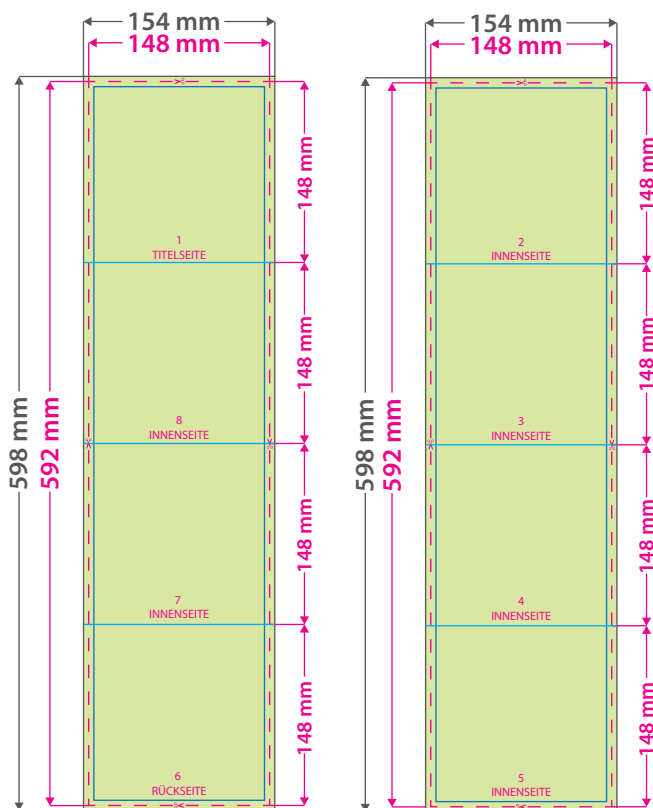 154 mm
148 mm
598 mm
592 mm
148 mm
1
TITELSEITE
148 mm
8
INNENSEITE
148 mm
7
INNENSEITE
148 mm
6
RÜCKSEITE
154 mm
148 mm
598 mm
592 mm
148 mm
2
INNENSEITE
148 mm
3
INNENSEITE
148 mm
4
INNENSEITE
148 mm
5
INNENSEITE